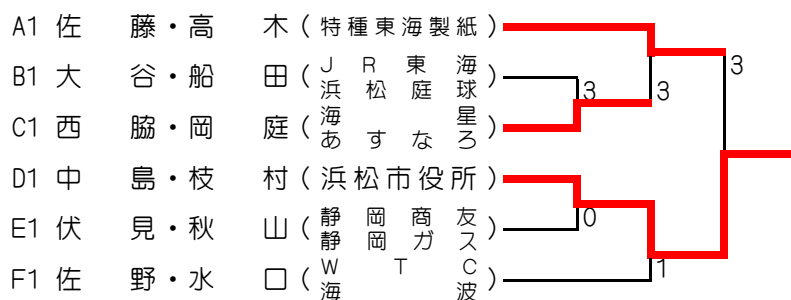 A1 佐 藤・高 木 (特種東海製紙)
3
B1 大 谷・船 田 (JR東海 浜松庭球)
3 3
C1 西 脇・岡 庭 (海星 あすなろ)
D1 中 島・枝 村 (浜松市役所)
0
E1 伏 見・秋 山 (静岡商友 静岡ガス)
1
F1 佐 野・水 口 (WTC 海波)